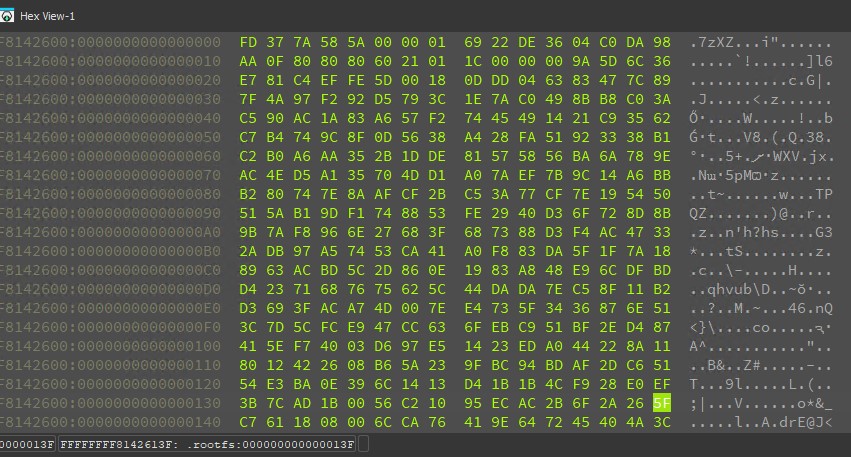 Hex View-1
F8142600:0000000000000000 FD 37 7A 58 5A 00 00 01 69 22 DE 36 04 C0 DA 98 .7zXZ...i"......
F8142600:0000000000000010 AA 0F 80 80 80 60 21 01 1C 00 00 00 9A 5D 6C 36 .....`!......]l6
F8142600:0000000000000020 E7 81 C4 EF FE 5D 00 18 0D DD 04 63 83 47 7C 89
F8142600:0000000000000030 7F 4A 97 F2 92 D5 79 3C 1E 7A C0 49 8B B8 C0 3A
F8142600:0000000000000040 C5 90 AC 1A 83 A6 57 F2 74 45 49 14 21 C9 35 62
F8142600:0000000000000050 C7 B4 74 9C 8F 0D 56 38 A4 28 FA 51 92 33 38 B1
F8142600:0000000000000060 C2 B0 A6 AA 35 2B 1D DE 81 57 58 56 BA 6A 78 9E
F8142600:0000000000000070 AC 4E D5 A1 35 70 4D D1 A0 7A EF 7B 9C 14 A6 BB
F8142600:0000000000000080 B2 80 74 7E 8A AF CF 2B C5 3A 77 CF 7E 19 54 50 ..t~......w...TP
F8142600:0000000000000090 51 5A B1 9D F1 74 88 53 FE 29 40 D3 6F 72 8D 8B
F8142600:00000000000000A0 9B 7A F8 96 6E 27 68 3F 68 73 88 D3 F4 AC 47 33 .z..n'h?hs....G3
F8142600:00000000000000B0 2A DB 97 A5 74 53 CA 41 A0 F8 83 DA 5F 1F 7A 18
F8142600:00000000000000C0 89 63 AC BD 5C 2D 86 0E 19 83 A8 48 E9 6C DF BD
F8142600:00000000000000D0 D4 23 71 68 76 75 62 5C 44 DA DA 7E C5 8F 11 B2
F8142600:00000000000000E0 D3 69 3F AC A7 4D 00 7E E4 73 5F 34 36 87 6E 51
F8142600:00000000000000F0 3C 7D 5C CF E9 47 CC 63 6F EB C9 51 BF 2E D4 87
F8142600:0000000000000100 41 5E F7 40 03 D6 97 E5 14 23 ED A0 44 22 8A 11
F8142600:0000000000000110 80 12 42 26 08 B6 5A 23 9F BC 94 BD AF 2D C6 51
F8142600:0000000000000120 54 E3 BA 0E 39 6C 14 13 D4 1B 1B 4C F9 28 E0 EF T...9l.....L.(..
F8142600:0000000000000130 3B 7C AD 1B 00 56 C2 10 95 EC AC 2B 6F 2A 26 5F
F8142600:0000000000000140 C7 61 18 08 00 6C CA 76 41 9E 64 72 45 40 4A 3C .....l..A.drE@J<
0000013F FFFFFFFF8142613F: .rootfs:000000000000013F